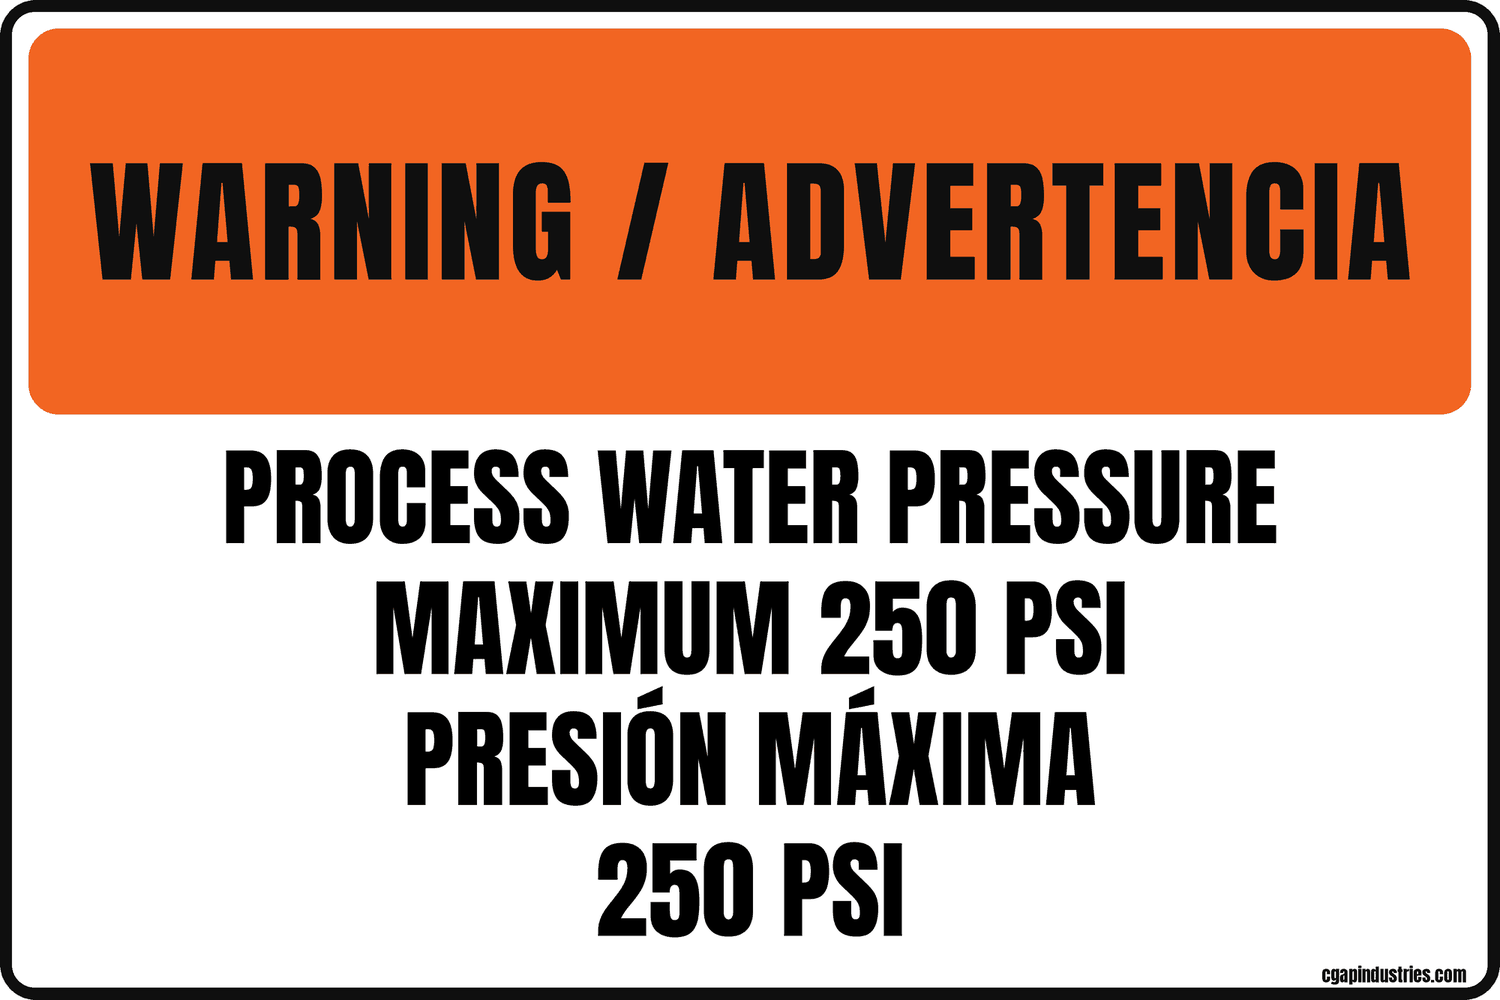 WARNING / ADVERTENCIA
PROCESS WATER PRESSURE
MAXIMUM 250 PSI
PRESIÓN MÁXIMA
250 PSI
cgapindustries.com